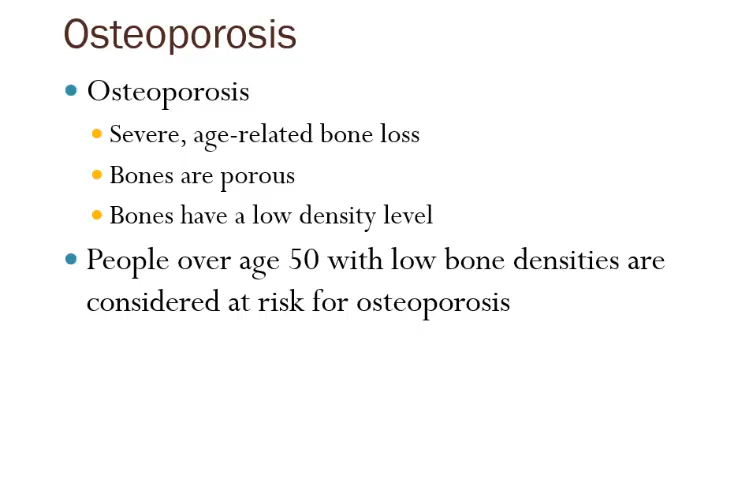 Osteoporosis
Osteoporosis
Severe, age-related bone loss
Bones are porous
Bones have a low density level
People over age 50 with low bone densities are
considered at risk for osteoporosis